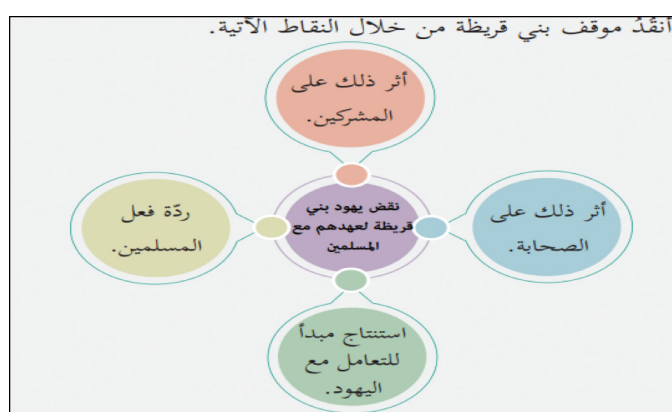 أنقُدُ موقف بني قريظة من خلال النقاط الآتية.
أثر ذلك على
المشركين.
أثر ذلك على
الصحابة.
نقض يهود بني
قريظة لعهدهم مع
المسلمين
ردّة فعل
المسلمين.
استنتاج مبدأ
للتعامل مع
اليهود.